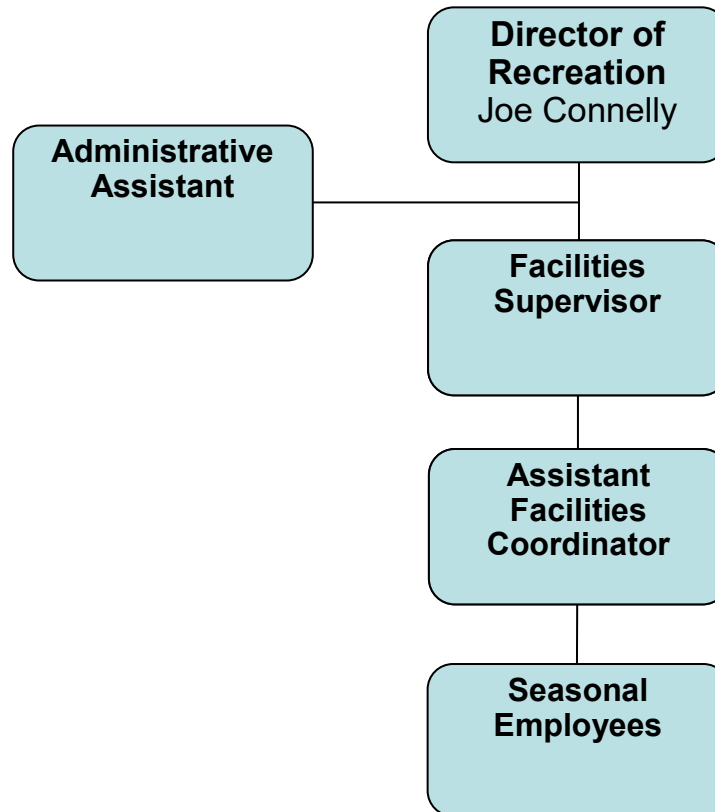 Director of
Recreation
Joe Connelly
Administrative
Assistant
Facilities
Supervisor
Assistant
Facilities
Coordinator
Seasonal
Employees